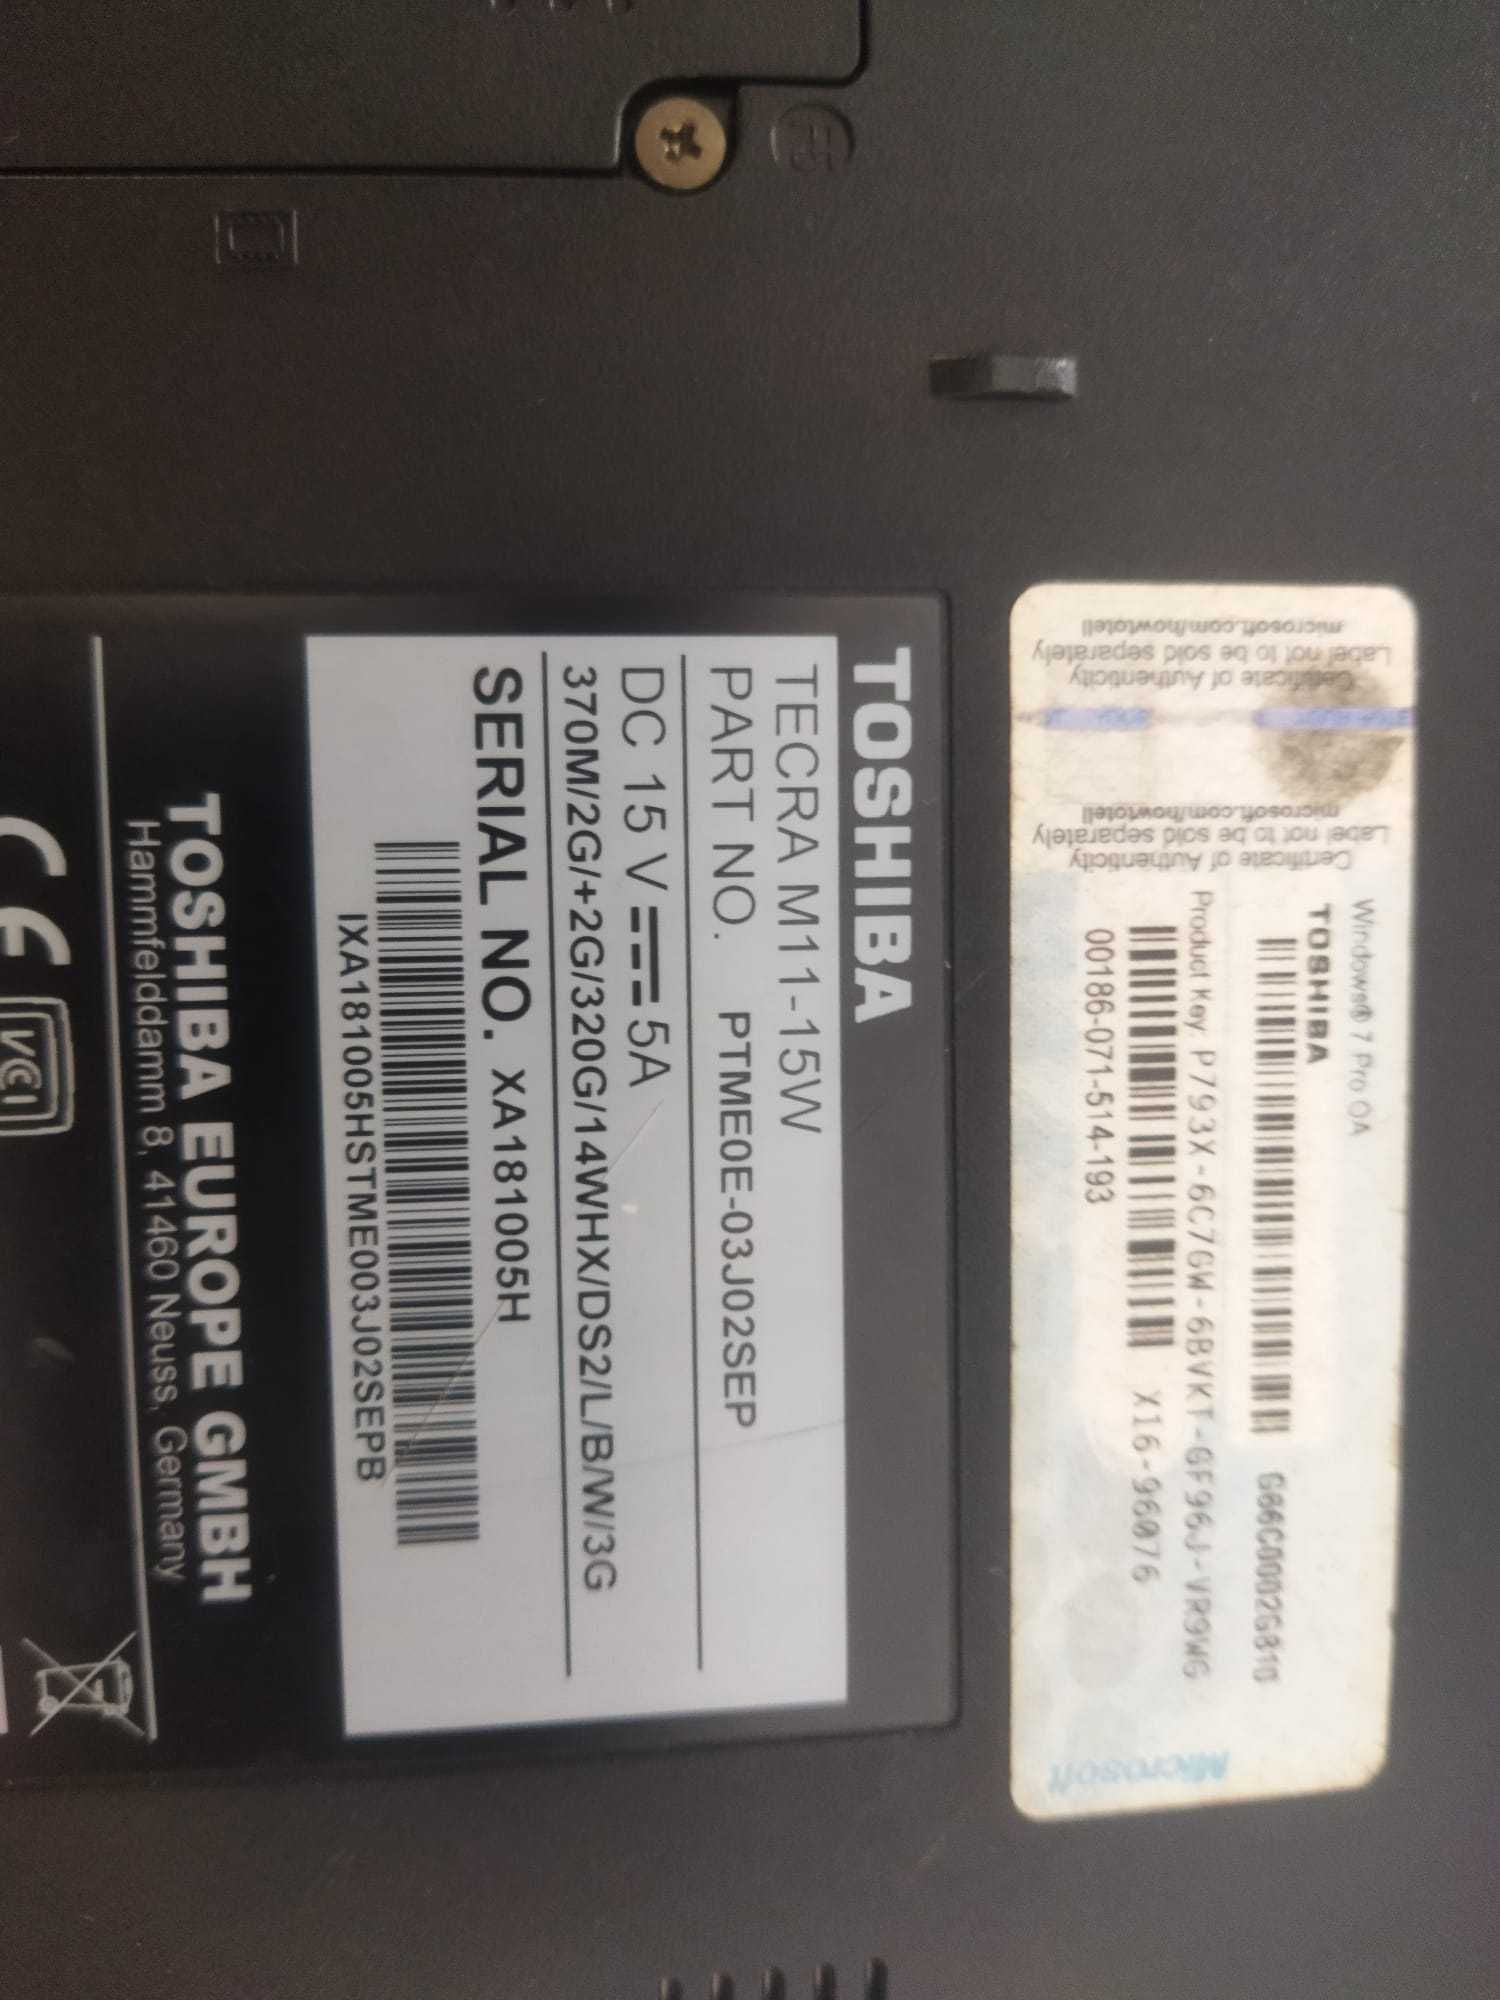 Windows® 7 Pro OA
TOSHIBA
G66C0002G810
Product Key: P793X-6C7GW-6BVKT-GF96J-VR9WG
X16-96076
00186-071-514-193
Certificate of Authenticity
Label not to be sold separately
microsoft.com/howtotell
Certificate of Authenticity
Label not to be sold separately
microsoft.com/howtotell
Microsoft
TOSHIBA
TECRA M11-15W
PART NO. PTME0E-03J02SEP
DC 15 V 5A
370M/2G/+2G/320G/14WHX/DS2/L/B/W/3G
SERIAL NO. XA181005H
IXA181005HSTME003J02SEPB
TOSHIBA EUROPE GMBH
Hammfelddamm 8, 41460 Neuss, Germany
CE
VCI